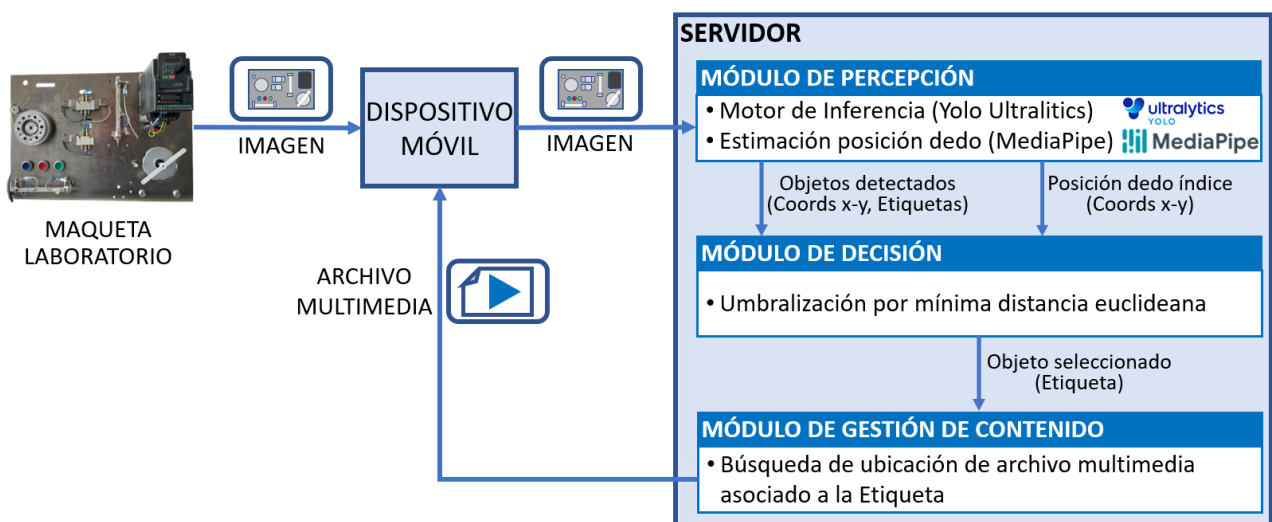 SERVIDOR
MÓDULO DE PERCEPCIÓN
• Motor de Inferencia (Yolo Ultralitics)
ultralytics
YOLO
• Estimación posición dedo (MediaPipe)
MediaPipe
IMAGEN
DISPOSITIVO
MÓVIL
IMAGEN
MAQUETA
LABORATORIO
Objetos detectados
(Coords x-y, Etiquetas)
Posición dedo índice
(Coords x-y)
MÓDULO DE DECISIÓN
• Umbralización por mínima distancia euclideana
ARCHIVO
MULTIMEDIA
Objeto seleccionado
(Etiqueta)
MÓDULO DE GESTIÓN DE CONTENIDO
• Búsqueda de ubicación de archivo multimedia
asociado a la Etiqueta